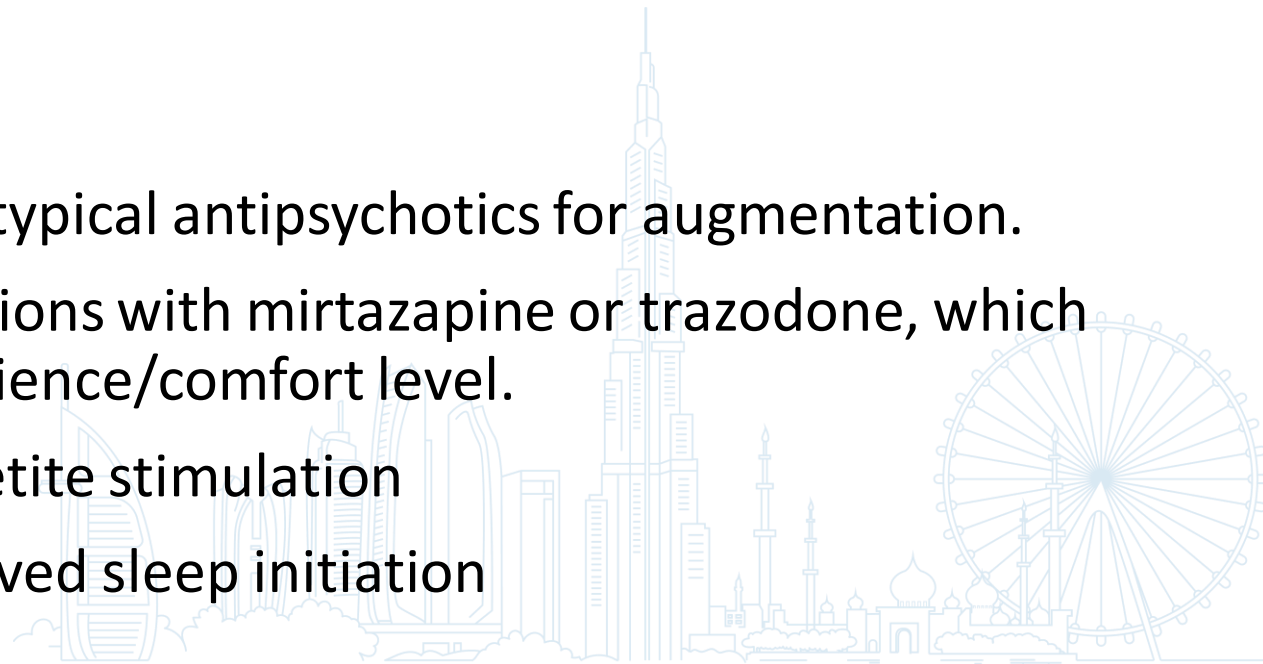 typical antipsychotics for augmentation.
ions with mirtazapine or trazodone, which
ience/comfort level.
etite stimulation
ved sleep initiation